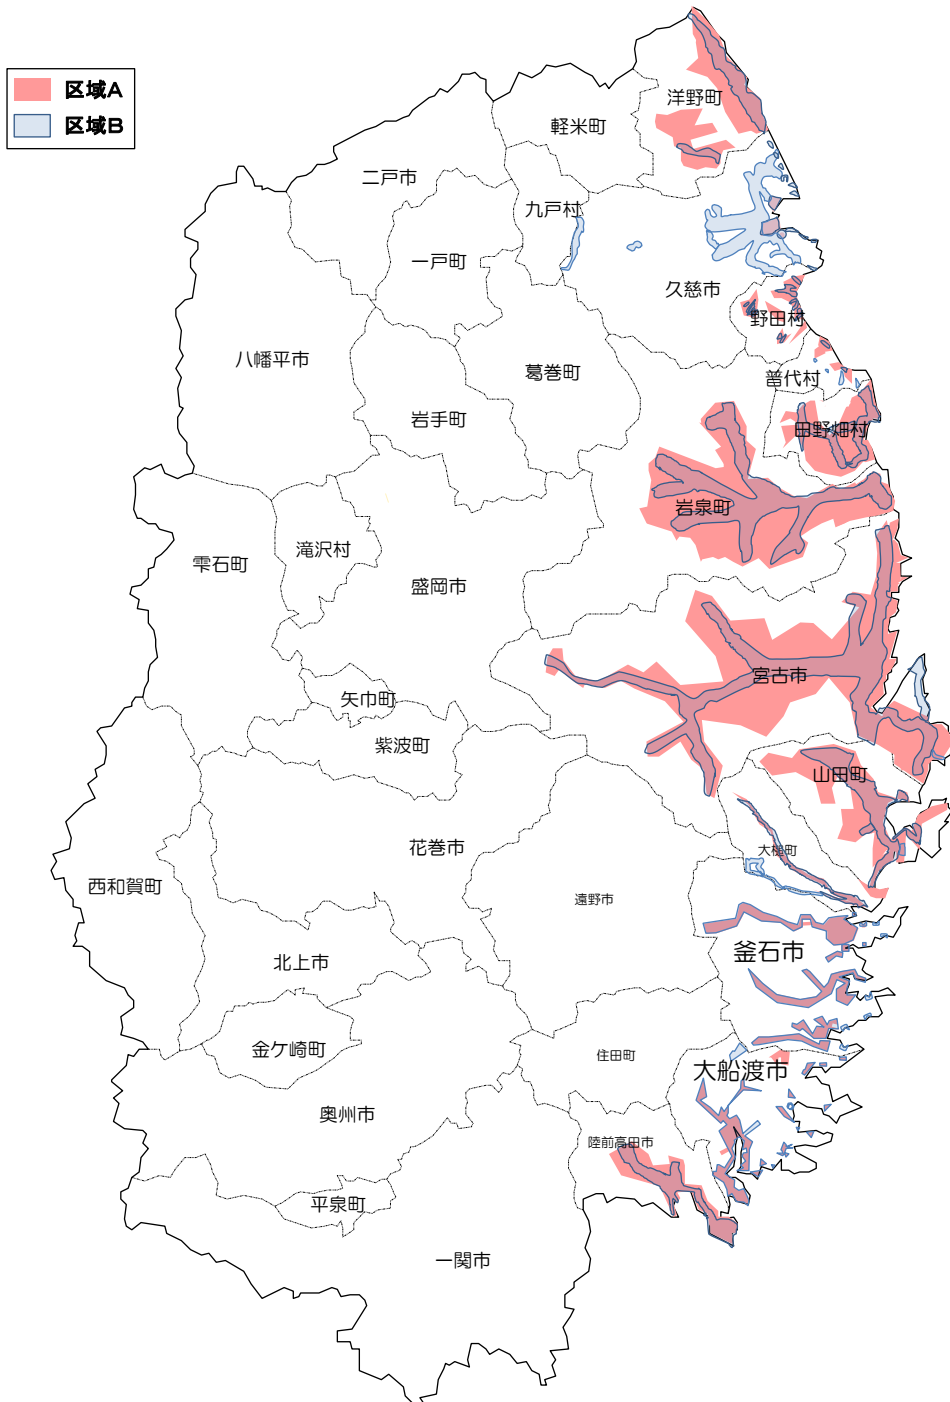 区域A
区域B
洋野町
軽米町
二戸市
九戸村
一戸町
久慈市
野田村
八幡平市
葛巻町
普代村
岩手町
田野畑村
岩泉町
滝沢村
雫石町
盛岡市
宮古市
矢巾町
紫波町
山田町
花巻市
大槌町
西和賀町
遠野市
釜石市
北上市
金ケ崎町
住田町
大船渡市
奥州市
陸前高田市
平泉町
一関市